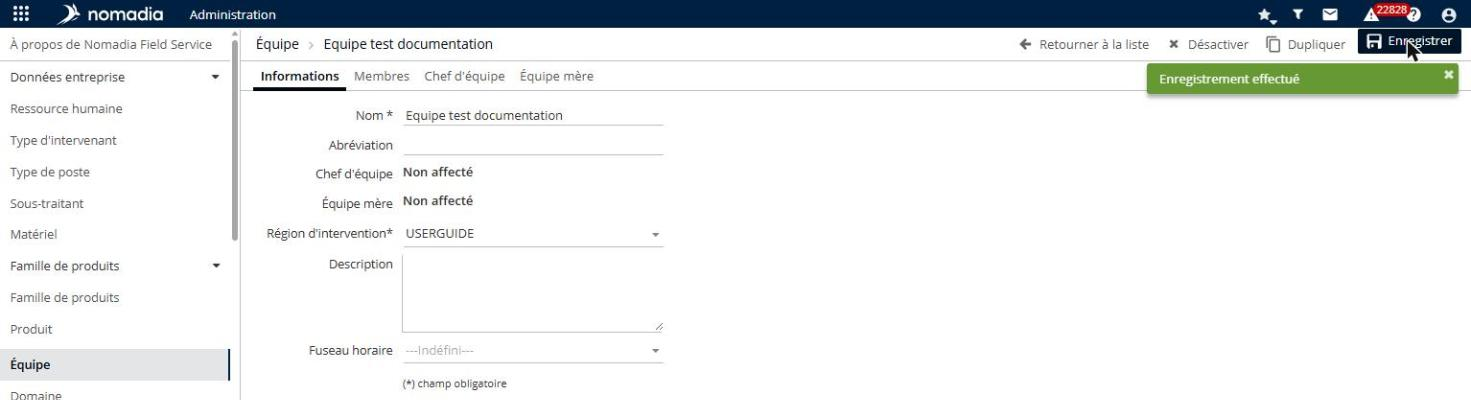 nomadia Administration 22828
À propos de Nomadia Field Service
Données entreprise
Ressource humaine
Type d'intervenant
Type de poste
Sous-traitant
Matériel
Famille de produits
Famille de produits
Produit
Équipe
Domaine
Équipe > Equipe test documentation
Retourner à la liste Désactiver Dupliquer Enregistrer
Informations Membres Chef d'équipe Équipe mère
Enregistrement effectué
Nom * Equipe test documentation
Abréviation
Chef d'équipe Non affecté
Équipe mère Non affecté
Région d'intervention* USERGUIDE
Description
Fuseau horaire ---Indéfini---
(*) champ obligatoire